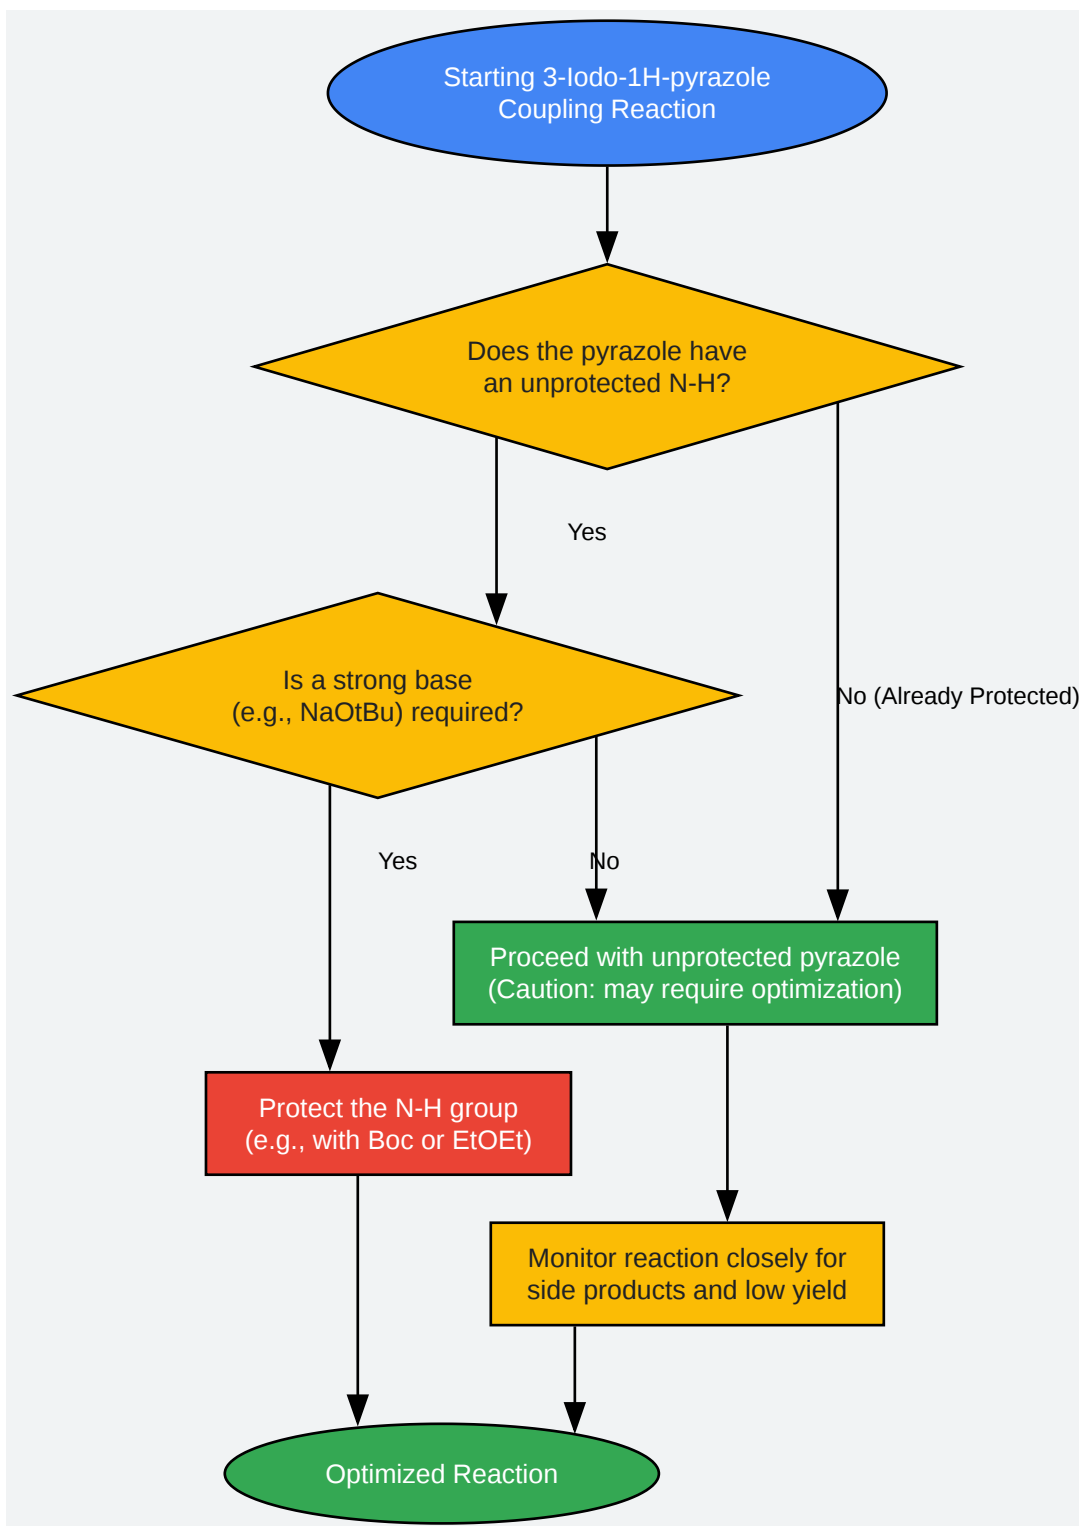 Starting 3-Iodo-1H-pyrazole
Coupling Reaction
Does the pyrazole have
an unprotected N-H?
Yes
Is a strong base
(e.g., NaOtBu) required?
No (Already Protected)
Yes
No
Proceed with unprotected pyrazole
(Caution: may require optimization)
Protect the N-H group
(e.g., with Boc or EtOEt)
Monitor reaction closely for
side products and low yield
Optimized Reaction